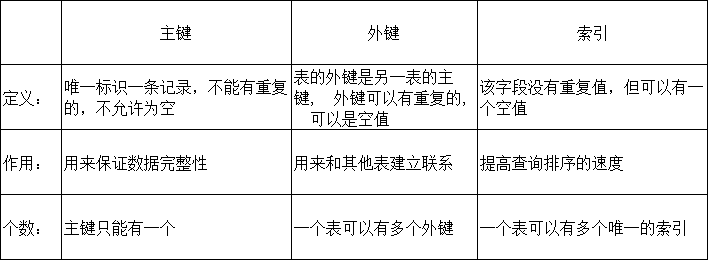 主键 外键 索引
定义： 唯一标识一条记录，不能有重复的，不允许为空 表的外键是另一表的主键， 外键可以有重复的，可以是空值 该字段没有重复值，但可以有一个空值
作用： 用来保证数据完整性 用来和其他表建立联系 提高查询排序的速度
个数： 主键只能有一个 一个表可以有多个外键 一个表可以有多个唯一的索引